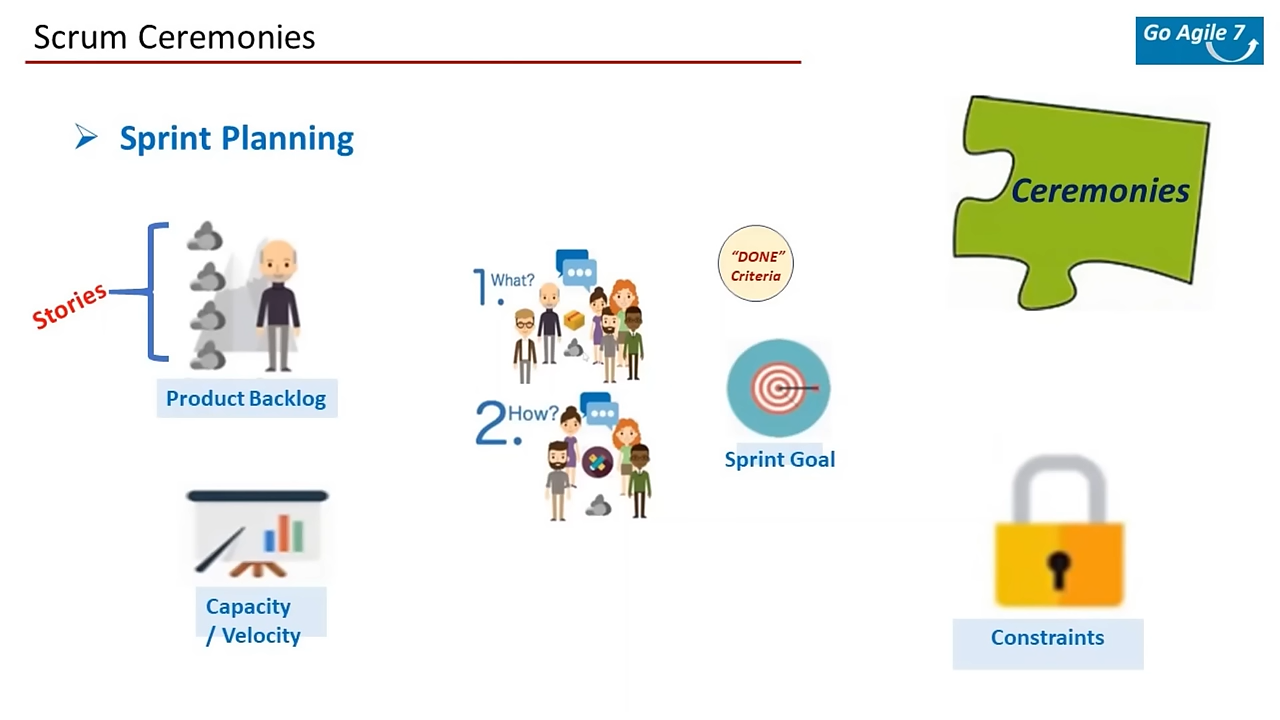 Scrum Ceremonies
Go Agile 7
➢ Sprint Planning
Ceremonies
Stories
Product Backlog
1. What?
2. How?
“DONE”
Criteria
Sprint Goal
Capacity
/ Velocity
Constraints